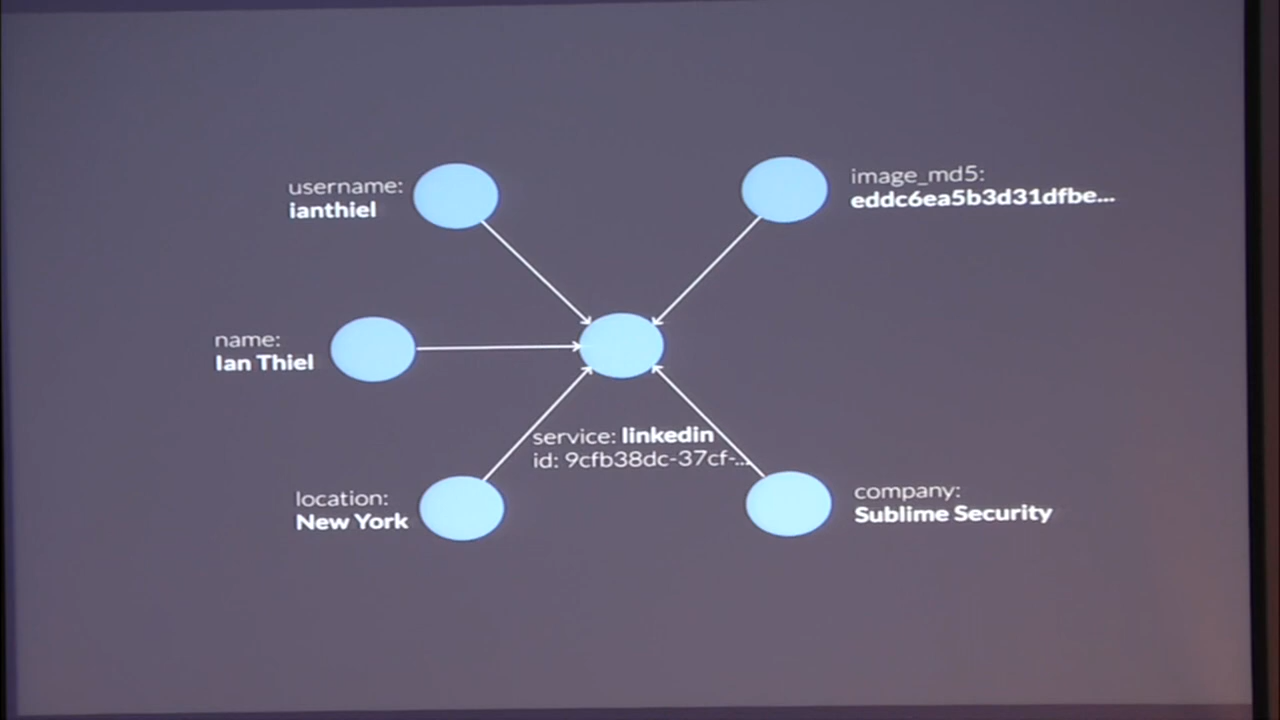 username:
ianthiel
image_md5:
eddc6ea5b3d31dfbe...
name:
Ian Thiel
service: linkedin
id: 9cfb38dc-37cf-...
location:
New York
company:
Sublime Security